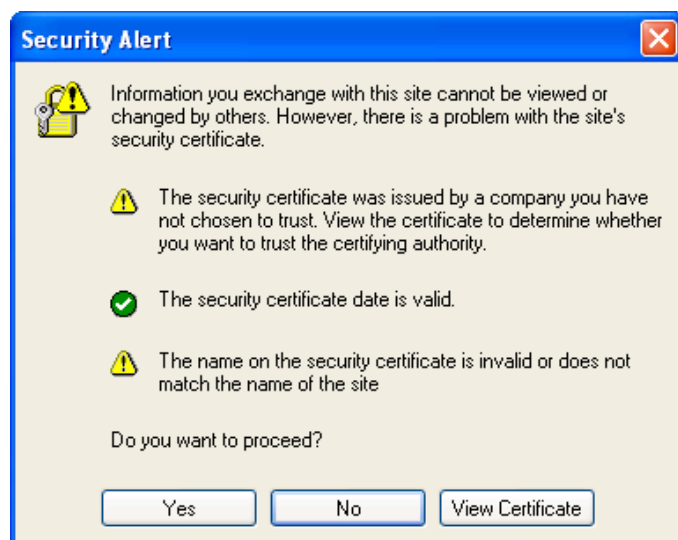 Security Alert
Information you exchange with this site cannot be viewed or
changed by others. However, there is a problem with the site's
security certificate.
The security certificate was issued by a company you have
not chosen to trust. View the certificate to determine whether
you want to trust the certifying authority.
The security certificate date is valid.
The name on the security certificate is invalid or does not
match the name of the site
Do you want to proceed?
Yes No View Certificate